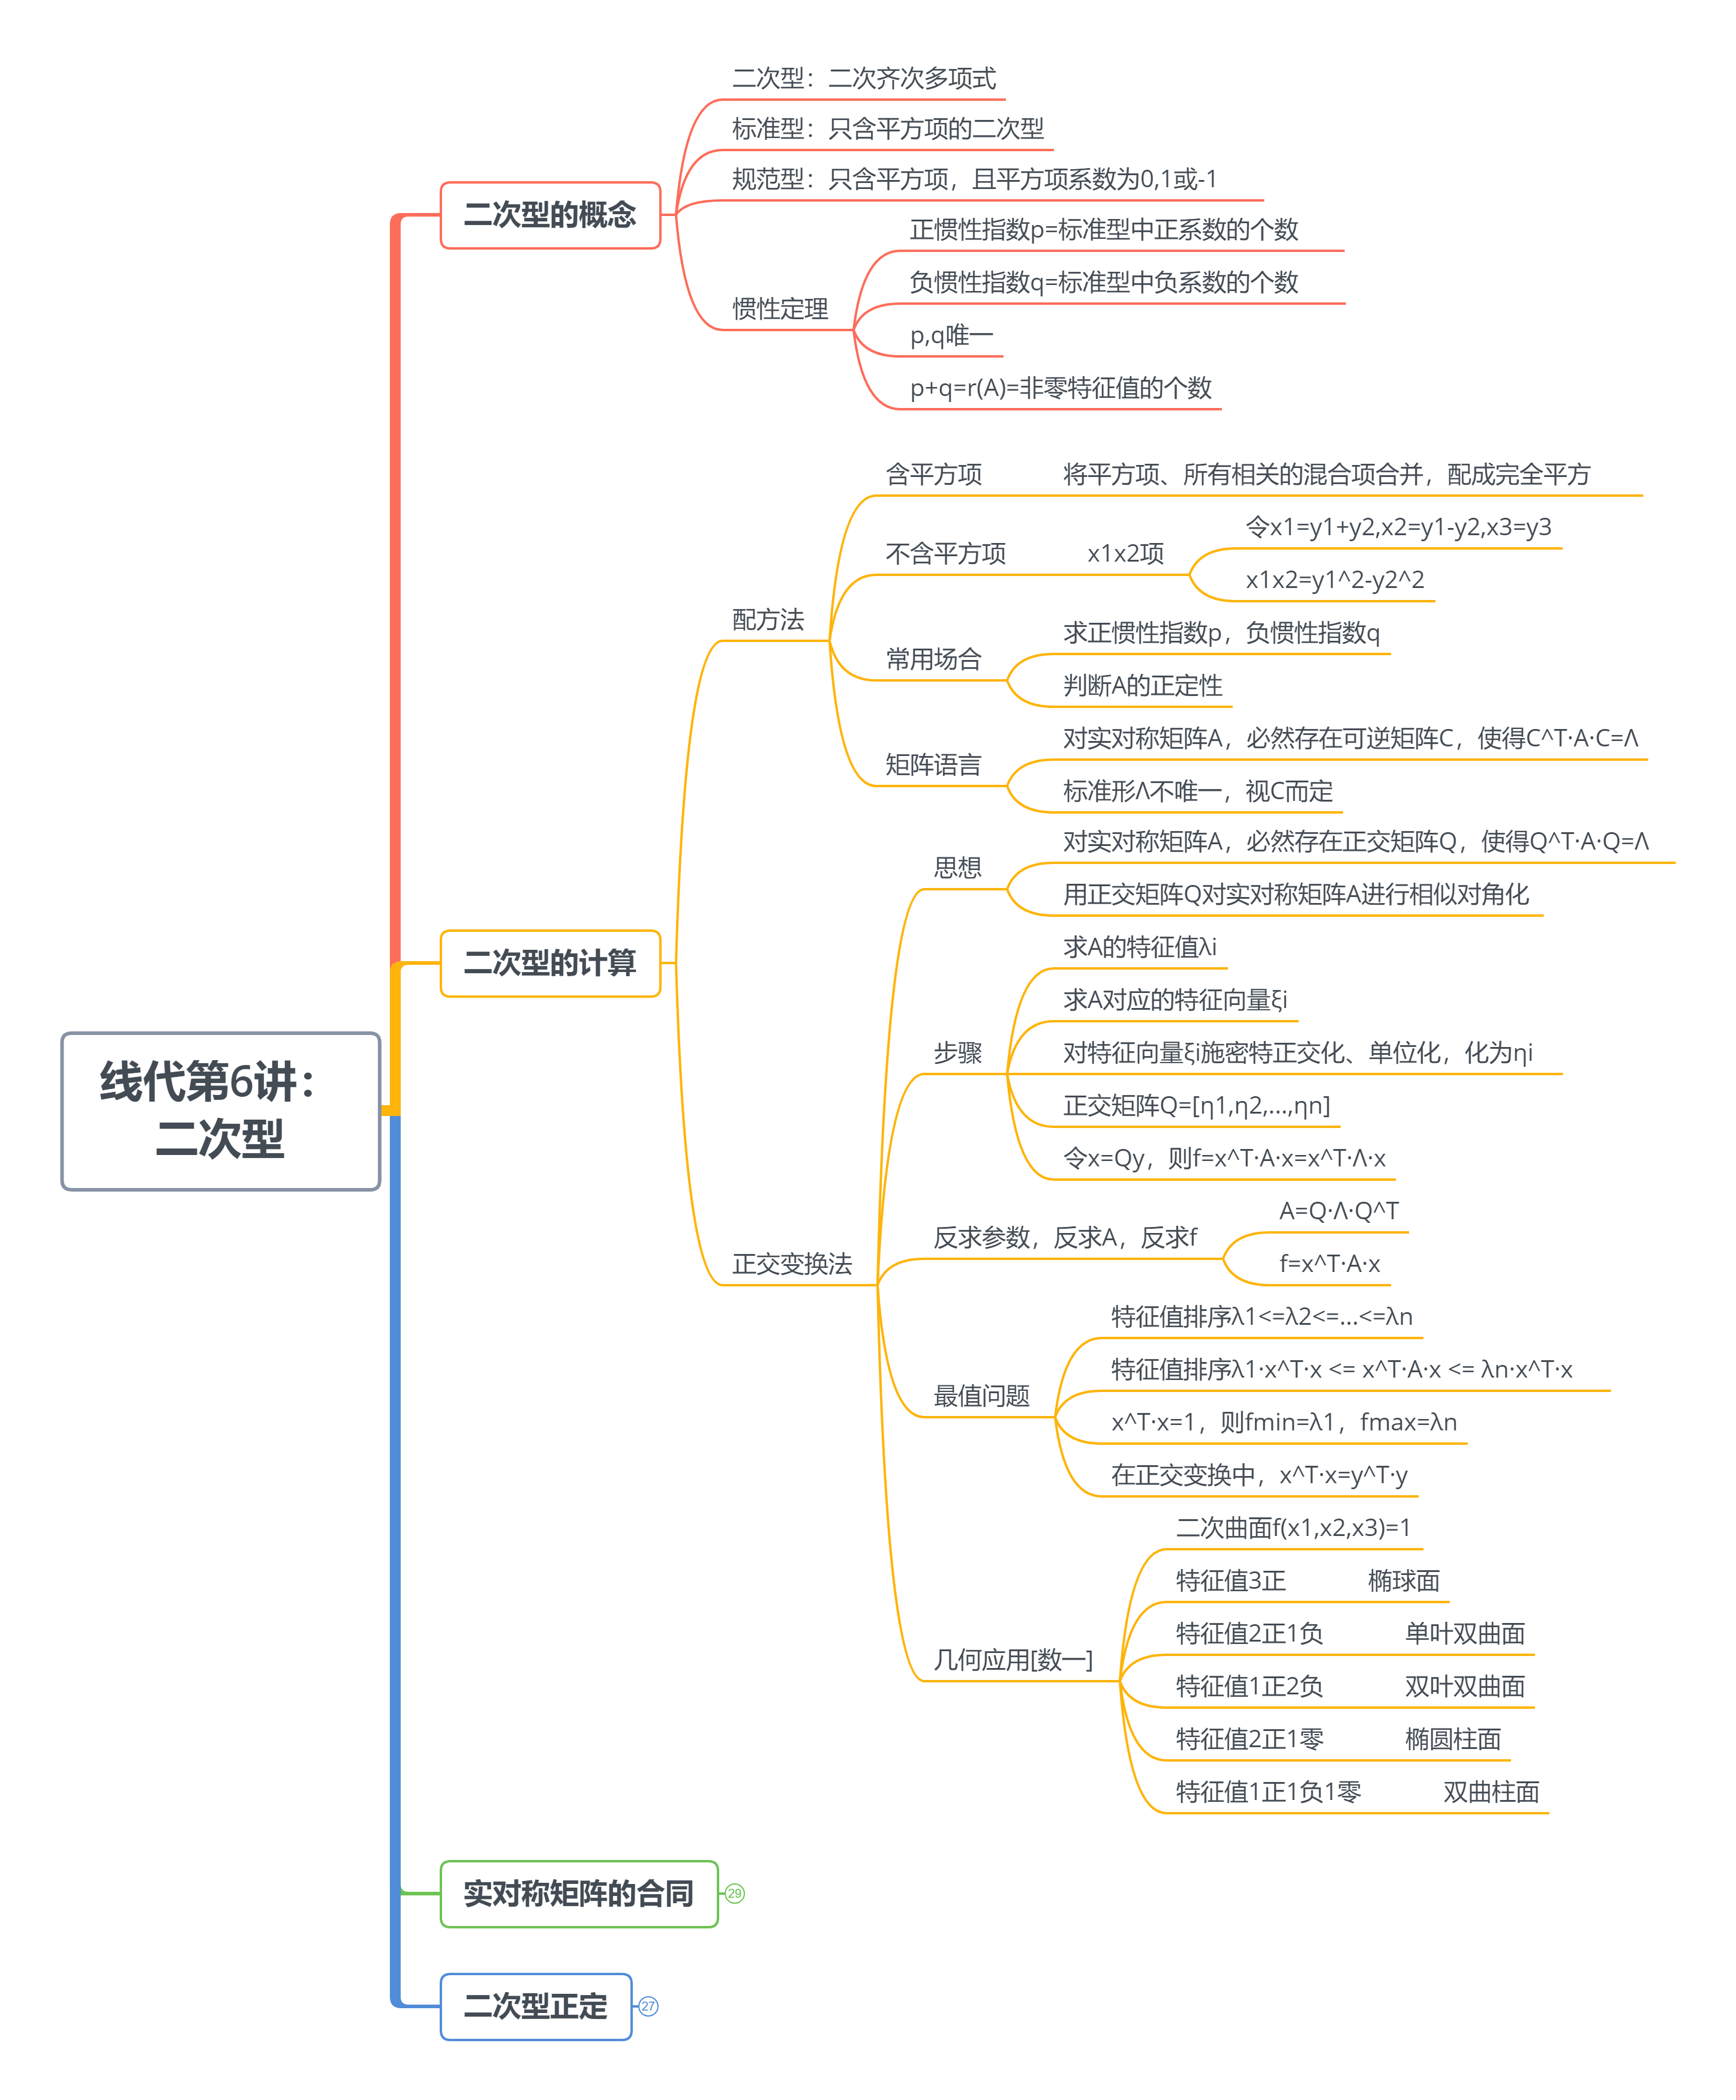 线代第6讲：
二次型
二次型的概念
二次型：二次齐次多项式
标准型：只含平方项的二次型
规范型：只含平方项，且平方项系数为0,1或-1
惯性定理
正惯性指数p=标准型中正系数的个数
负惯性指数q=标准型中负系数的个数
p,q唯一
p+q=r(A)=非零特征值的个数
二次型的计算
配方法
含平方项
将平方项、所有相关的混合项合并，配成完全平方
不含平方项
x1x2项
令x1=y1+y2,x2=y1-y2,x3=y3
x1x2=y1^2-y2^2
常用场合
求正惯性指数p，负惯性指数q
判断A的正定性
矩阵语言
对实对称矩阵A，必然存在可逆矩阵C，使得C^T·A·C=Λ
标准形Λ不唯一，视C而定
正交变换法
思想
对实对称矩阵A，必然存在正交矩阵Q，使得Q^T·A·Q=Λ
用正交矩阵Q对实对称矩阵A进行相似对角化
步骤
求A的特征值λi
求A对应的特征向量ξi
对特征向量ξi施密特正交化、单位化，化为ηi
正交矩阵Q=[η1,η2,...,ηn]
令x=Qy，则f=x^T·A·x=x^T·Λ·x
反求参数，反求A，反求f
A=Q·Λ·Q^T
f=x^T·A·x
最值问题
特征值排序λ1<=λ2<=...<=λn
特征值排序λ1·x^T·x <= x^T·A·x <= λn·x^T·x
x^T·x=1，则fmin=λ1，fmax=λn
在正交变换中，x^T·x=y^T·y
几何应用[数一]
二次曲面f(x1,x2,x3)=1
特征值3正 椭球面
特征值2正1负 单叶双曲面
特征值1正2负 双叶双曲面
特征值2正1零 椭圆柱面
特征值1正1负1零 双曲柱面
实对称矩阵的合同
29
二次型正定
27